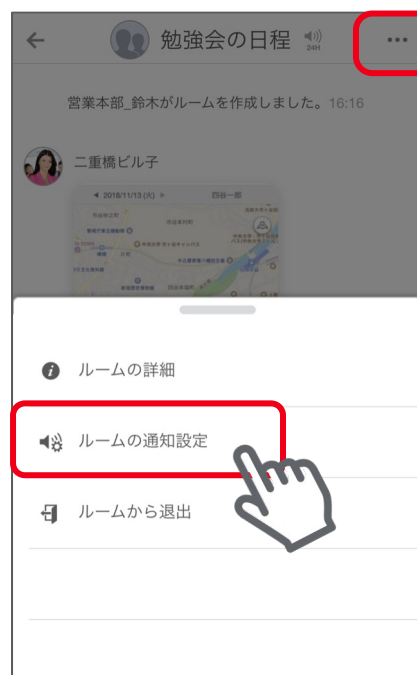 勉強会の日程
24H
営業本部_鈴木がルームを作成しました。16:16
二重橋ビル子
◀ 2018/11/13 (火) ▶ 四谷一郎
ルームの詳細
ルームの通知設定
ルームから退出